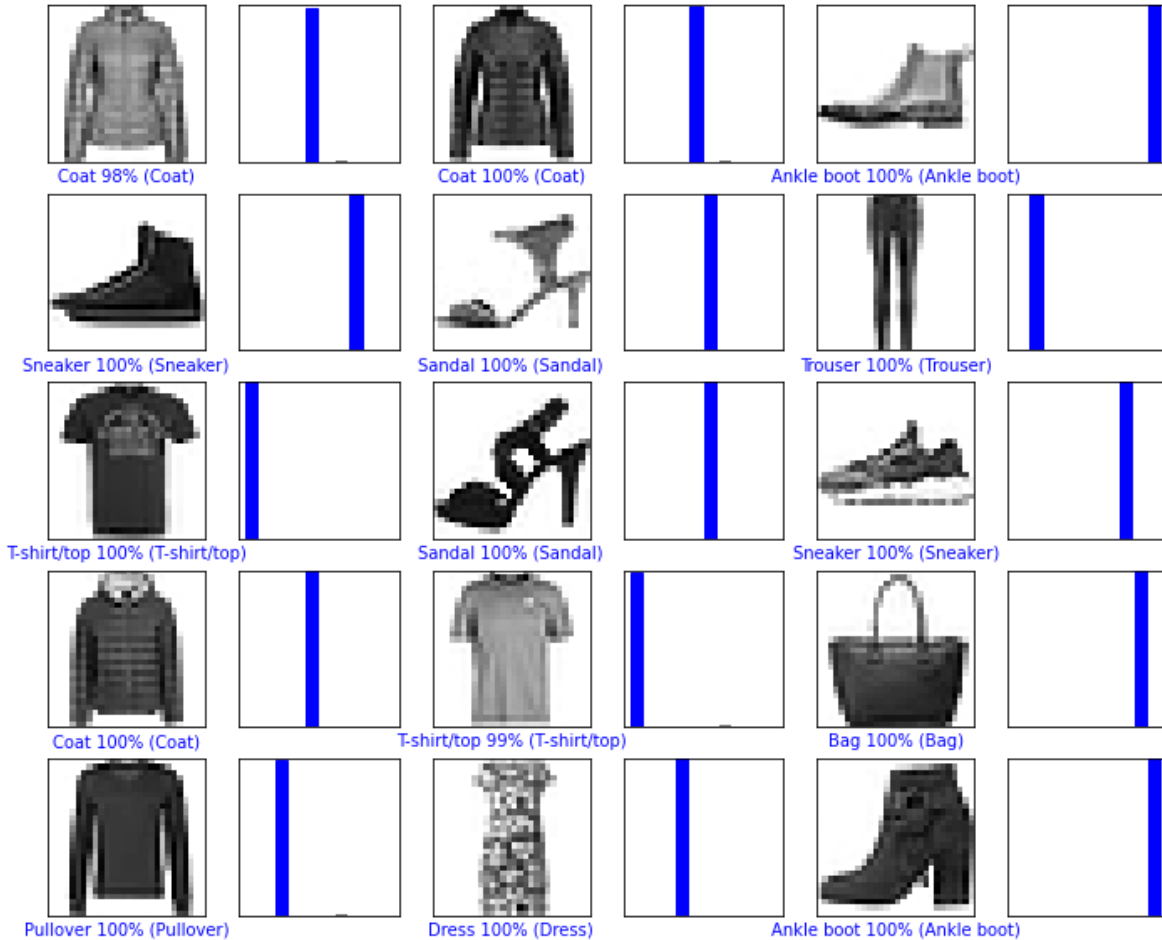 Coat 98% (Coat)
Coat 100% (Coat)
Ankle boot 100% (Ankle boot)
Sneaker 100% (Sneaker)
Sandal 100% (Sandal)
Trouser 100% (Trouser)
T-shirt/top 100% (T-shirt/top)
Sandal 100% (Sandal)
Sneaker 100% (Sneaker)
Coat 100% (Coat)
T-shirt/top 99% (T-shirt/top)
Bag 100% (Bag)
Pullover 100% (Pullover)
Dress 100% (Dress)
Ankle boot 100% (Ankle boot)